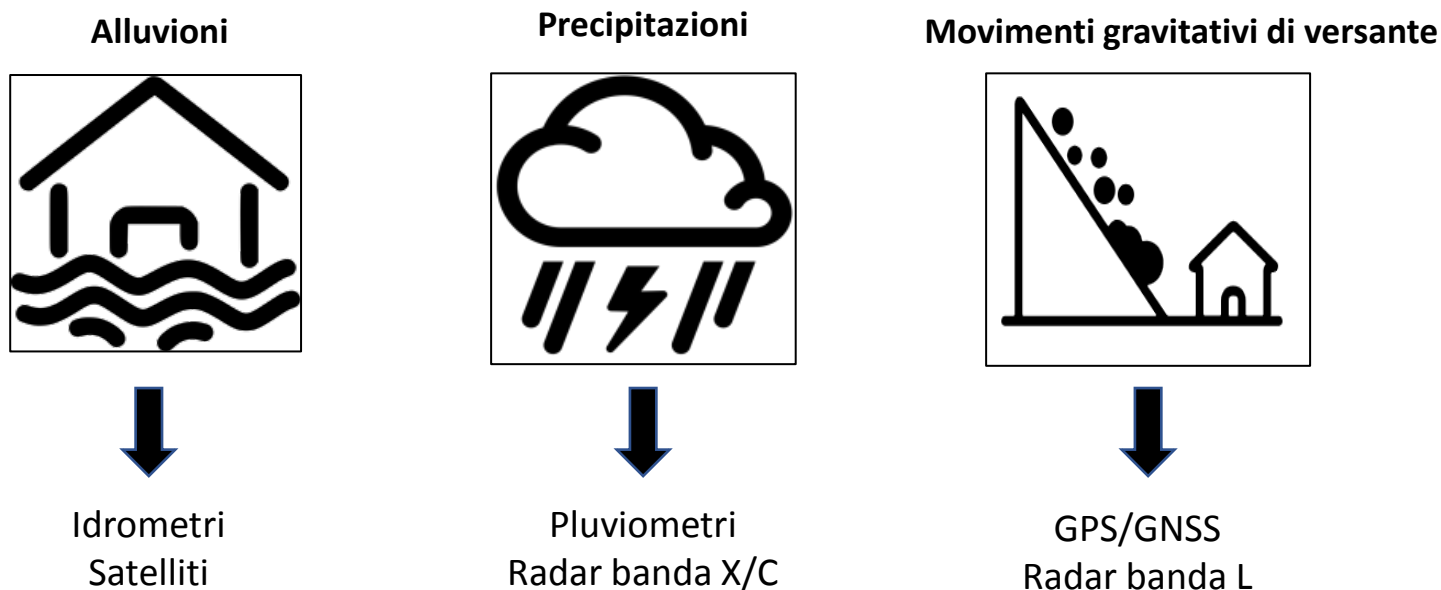 Alluvioni
Precipitazioni
Movimenti gravitativi di versante
Idrometri
Satelliti
Pluviometri
Radar banda X/C
GPS/GNSS
Radar banda L